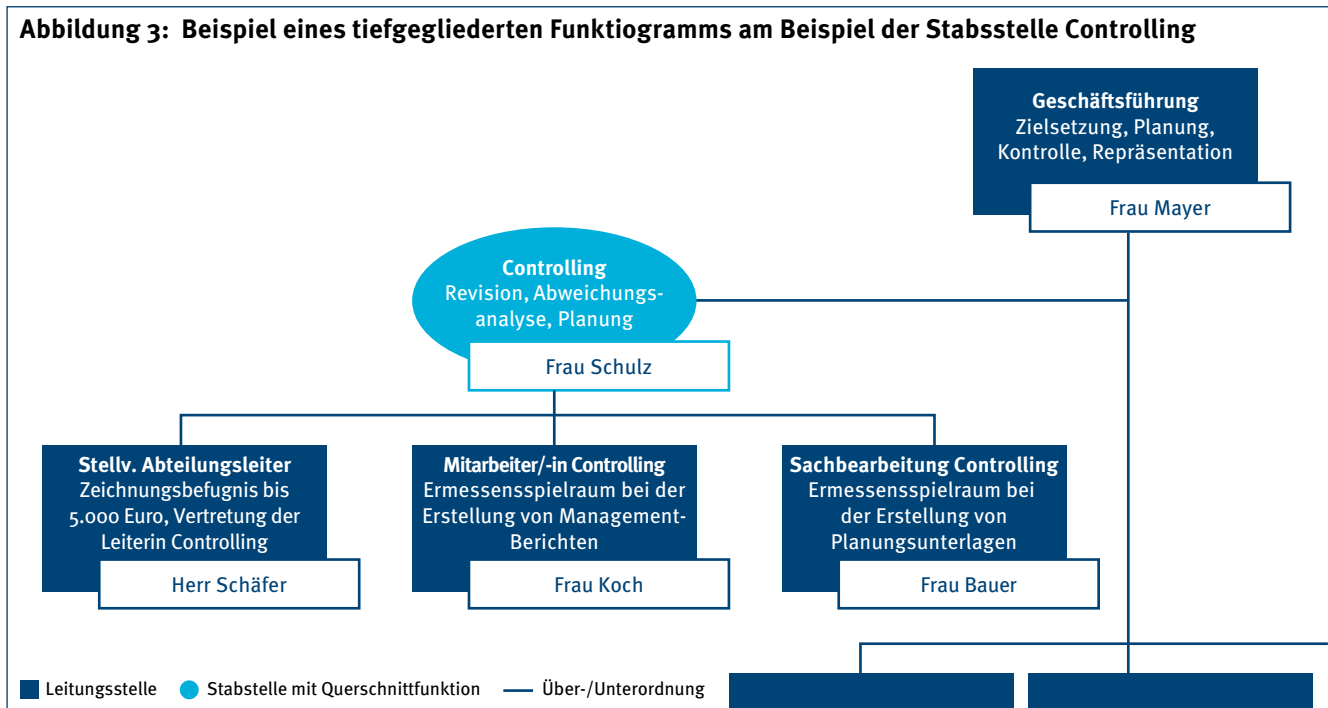 Abbildung 3: Beispiel eines tiefgegliederten Funktiogramms am Beispiel der Stabsstelle Controlling
Geschäftsführung
Zielsetzung, Planung,
Kontrolle, Repräsentation
Frau Mayer
Controlling
Revision, Abweichungs-
analyse, Planung
Frau Schulz
Stellv. Abteilungsleiter
Zeichnungsbefugnis bis
5.000 Euro, Vertretung der
Leiterin Controlling
Herr Schäfer
Mitarbeiter/-in Controlling
Ermessensspielraum bei der
Erstellung von Management-
Berichten
Frau Koch
Sachbearbeitung Controlling
Ermessensspielraum bei
der Erstellung von
Planungsunterlagen
Frau Bauer
Leitungsstelle
Stabstelle mit Querschnittfunktion
Über-/Unterordnung